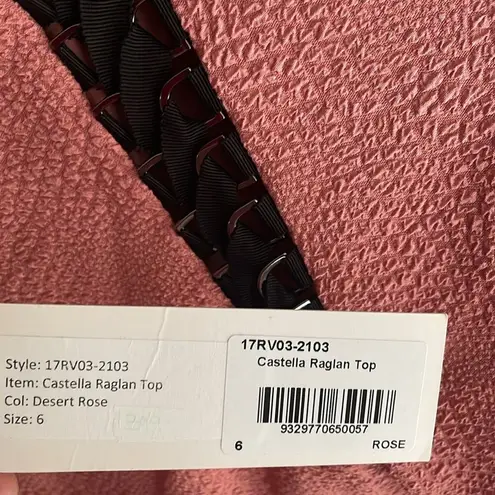 Style: 17RV03-2103
Item: Castella Raglan Top
Col: Desert Rose
Size: 6
17RV03-2103
Castella Raglan Top
9329770650057
6 ROSE